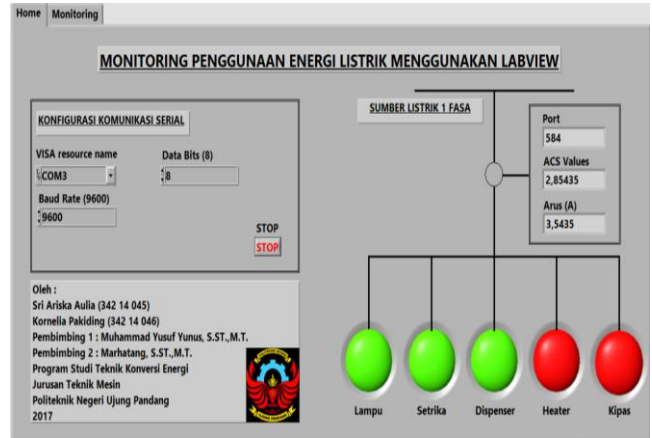 Home Monitoring
MONITORING PENGGUNAAN ENERGI LISTRIK MENGGUNAKAN LABVIEW
KONFIGURASI KOMUNIKASI SERIAL
VISA resource name
COM3
Data Bits (8)
8
Baud Rate (9600)
9600
STOP
STOP
SUMBER LISTRIK 1 FASA
Port
584
ACS Values
2,85435
Arus (A)
3,5435
Oleh :
Sri Ariska Aulia (342 14 045)
Kornelia Pakiding (342 14 046)
Pembimbing 1 : Muhammad Yusuf Yunus, S.ST.,M.T.
Pembimbing 2 : Marhatang, S.ST.,M.T.
Program Studi Teknik Konversi Energi
Jurusan Teknik Mesin
Politeknik Negeri Ujung Pandang
2017
Lampu Setrika Dispenser Heater Kipas